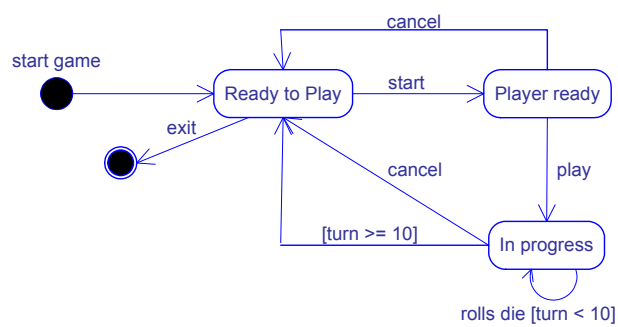 cancel
start game
Ready to Play
start
Player ready
exit
cancel
play
[turn >= 10]
In progress
rolls die [turn < 10]